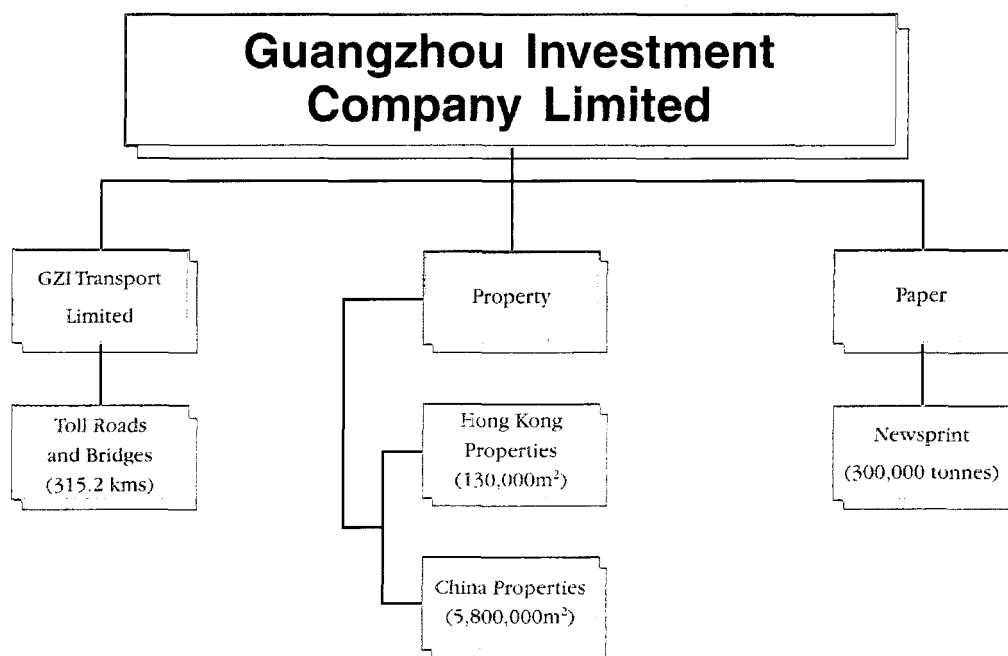 Guangzhou Investment
Company Limited
GZI Transport
Limited
Property
Paper
Toll Roads
and Bridges
(315.2 kms)
Hong Kong
Properties
(130,000m²)
Newsprint
(300,000 tonnes)
China Properties
(5,800,000m²)